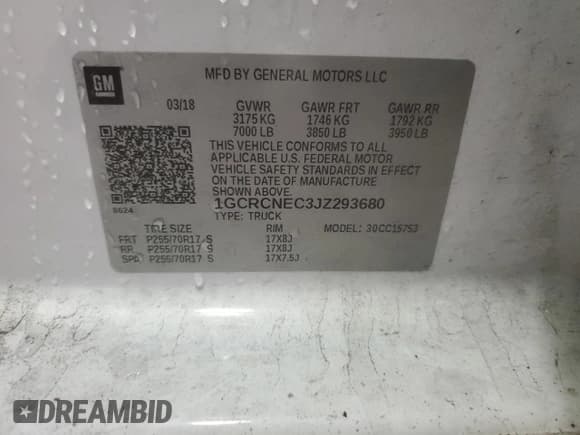 GM
MFD BY GENERAL MOTORS LLC
03/18 GVWR GAWR FRT GAWR RR
3175 KG 1746 KG 1792 KG
7000 LB 3850 LB 3950 LB
THIS VEHICLE CONFORMS TO ALL
APPLICABLE U.S. FEDERAL MOTOR
VEHICLE SAFETY STANDARDS IN EFFECT
ON THE DATE OF MANUFACTURE
SHOWN ABOVE.
8624 1GCRCNEC3JZ293680
TYPE: TRUCK
TIRE SIZE RIM MODEL: 30CC15753
FRT P255/70R17 S 17X8J
RR P255/70R17 S 17X8J
SPA P255/70R17 S 17X7.5J
DREAMBID